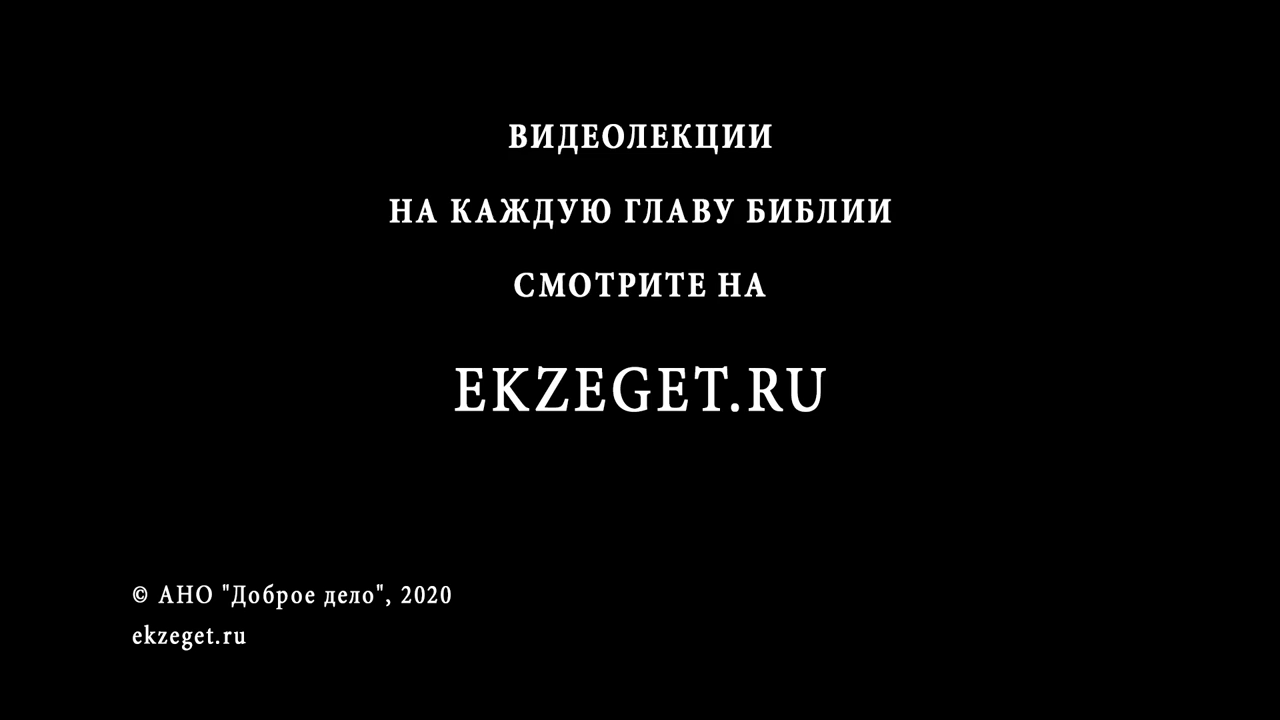 ВИДЕОЛЕКЦИИ
НА КАЖДУЮ ГЛАВУ БИБЛИИ
СМОТРИТЕ НА
EKZEGET.RU
© АНО "Доброе дело", 2020
ekzeget.ru